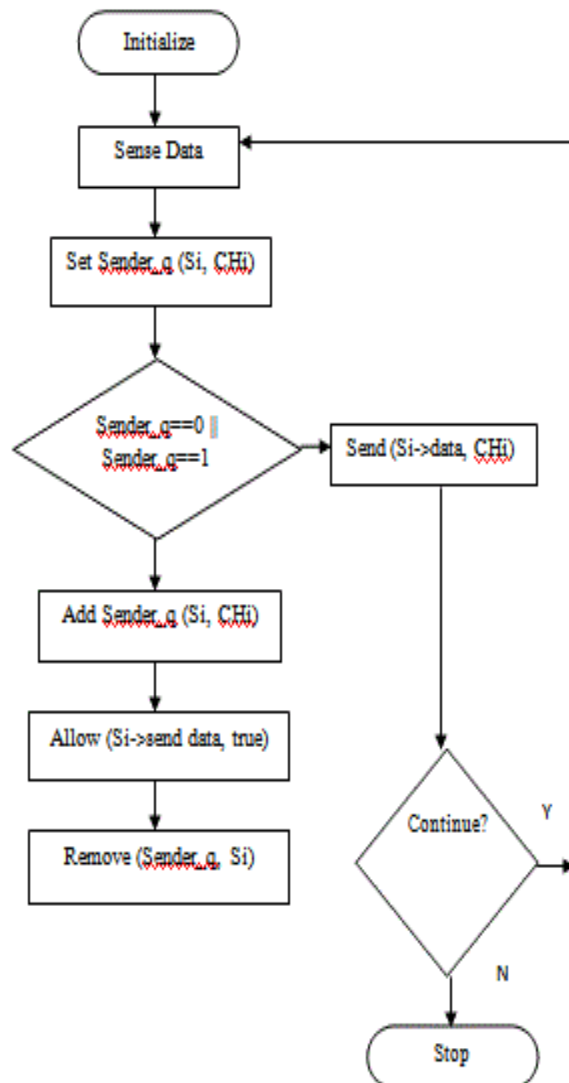 Initialize
Sense Data
Set Sender_q (Si, CHi)
Sender_q==0 ||
Sender_q==1
Send (Si->data, CHi)
Add Sender_q (Si, CHi)
Allow (Si->send data, true)
Remove (Sender_q, Si)
Continue?
Y
N
Stop